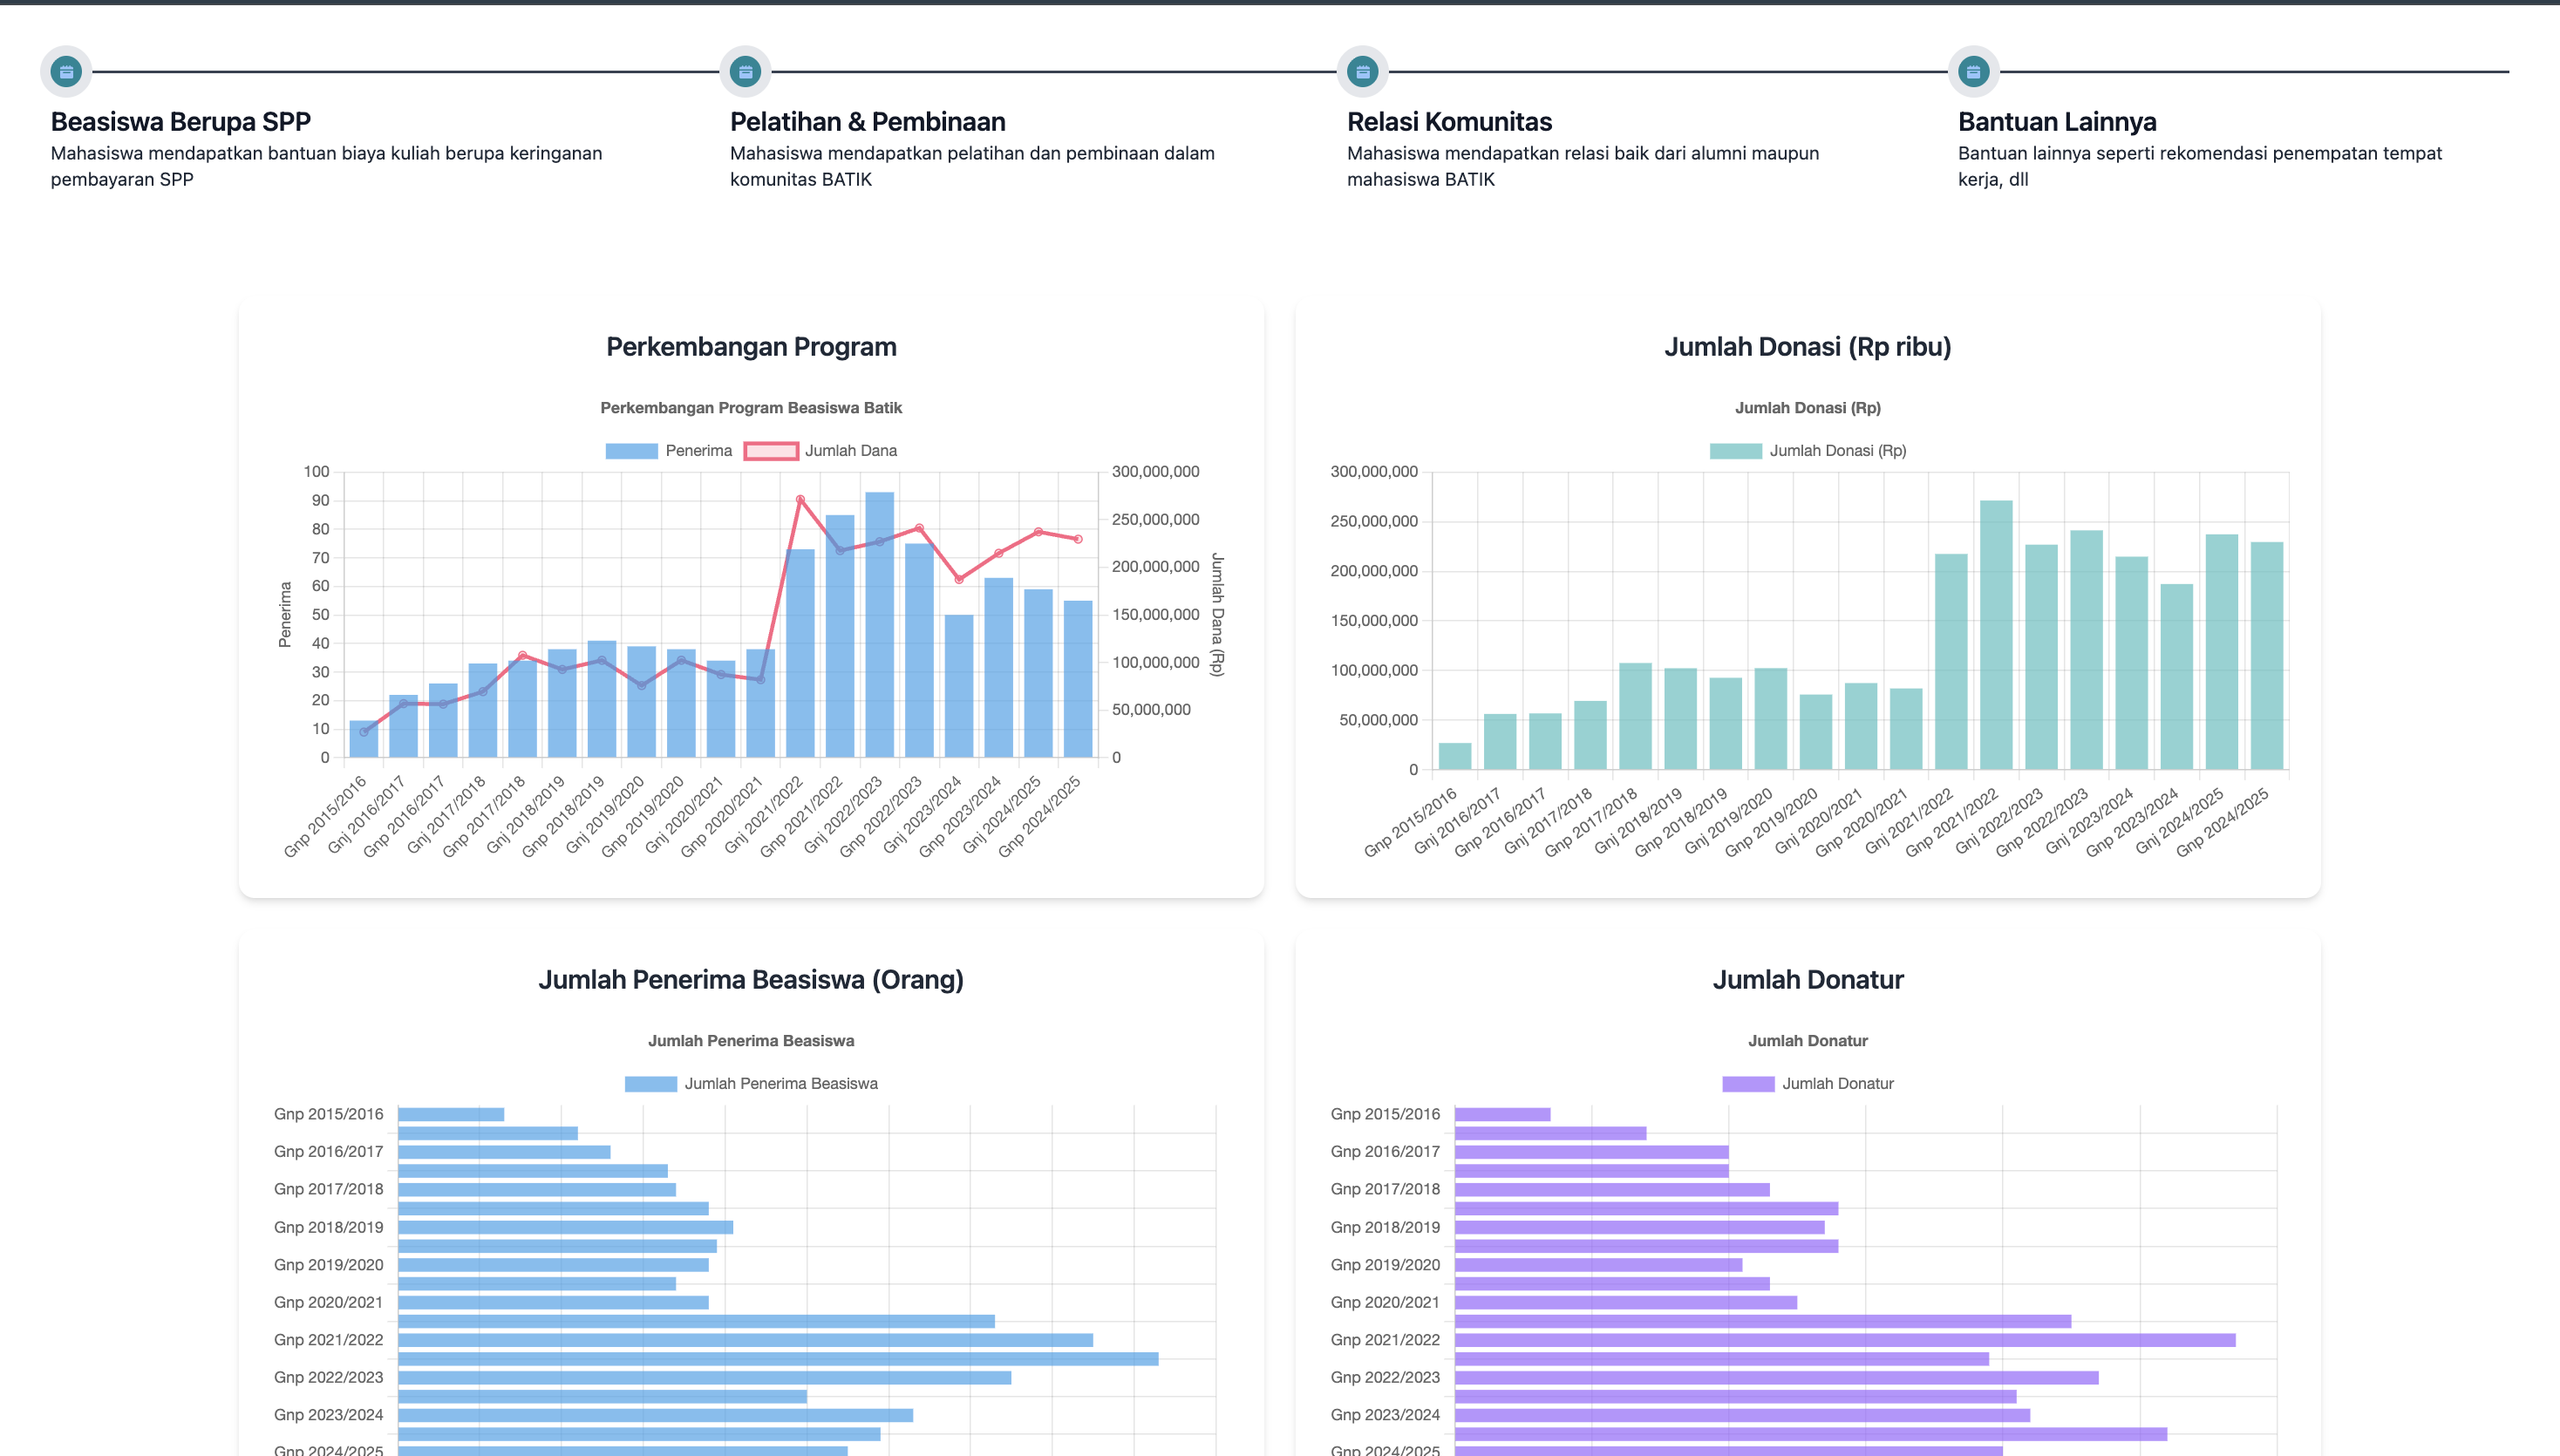 Beasiswa Berupa SPP
Mahasiswa mendapatkan bantuan biaya kuliah berupa keringanan
pembayaran SPP
Pelatihan & Pembinaan
Mahasiswa mendapatkan pelatihan dan pembinaan dalam
komunitas BATIK
Relasi Komunitas
Mahasiswa mendapatkan relasi baik dari alumni maupun
mahasiswa BATIK
Bantuan Lainnya
Bantuan lainnya seperti rekomendasi penempatan tempat
kerja, dll
Perkembangan Program
Perkembangan Program Beasiswa Batik
Penerima
Jumlah Dana
100
90
80
70
60
50
40
30
20
10
0
Penerima
300,000,000
250,000,000
200,000,000
150,000,000
100,000,000
50,000,000
0
Jumlah Dana (Rp)
Gnp 2015/2016
Gnj 2016/2017
Gnp 2016/2017
Gnj 2017/2018
Gnp 2017/2018
Gnj 2018/2019
Gnp 2018/2019
Gnj 2019/2020
Gnp 2019/2020
Gnj 2020/2021
Gnp 2020/2021
Gnj 2021/2022
Gnp 2021/2022
Gnj 2022/2023
Gnp 2022/2023
Gnj 2023/2024
Gnp 2023/2024
Gnj 2024/2025
Gnp 2024/2025
Jumlah Donasi (Rp ribu)
Jumlah Donasi (Rp)
Jumlah Donasi (Rp)
300,000,000
250,000,000
200,000,000
150,000,000
100,000,000
50,000,000
0
Gnp 2015/2016
Gnj 2016/2017
Gnp 2016/2017
Gnj 2017/2018
Gnp 2017/2018
Gnj 2018/2019
Gnp 2018/2019
Gnj 2019/2020
Gnp 2019/2020
Gnj 2020/2021
Gnp 2020/2021
Gnj 2021/2022
Gnp 2021/2022
Gnj 2022/2023
Gnp 2022/2023
Gnj 2023/2024
Gnp 2023/2024
Gnj 2024/2025
Gnp 2024/2025
Jumlah Penerima Beasiswa (Orang)
Jumlah Penerima Beasiswa
Jumlah Penerima Beasiswa
Gnp 2015/2016
Gnp 2016/2017
Gnp 2017/2018
Gnp 2018/2019
Gnp 2019/2020
Gnp 2020/2021
Gnp 2021/2022
Gnp 2022/2023
Gnp 2023/2024
Gnp 2024/2025
Jumlah Donatur
Jumlah Donatur
Jumlah Donatur
Gnp 2015/2016
Gnp 2016/2017
Gnp 2017/2018
Gnp 2018/2019
Gnp 2019/2020
Gnp 2020/2021
Gnp 2021/2022
Gnp 2022/2023
Gnp 2023/2024
Gnp 2024/2025